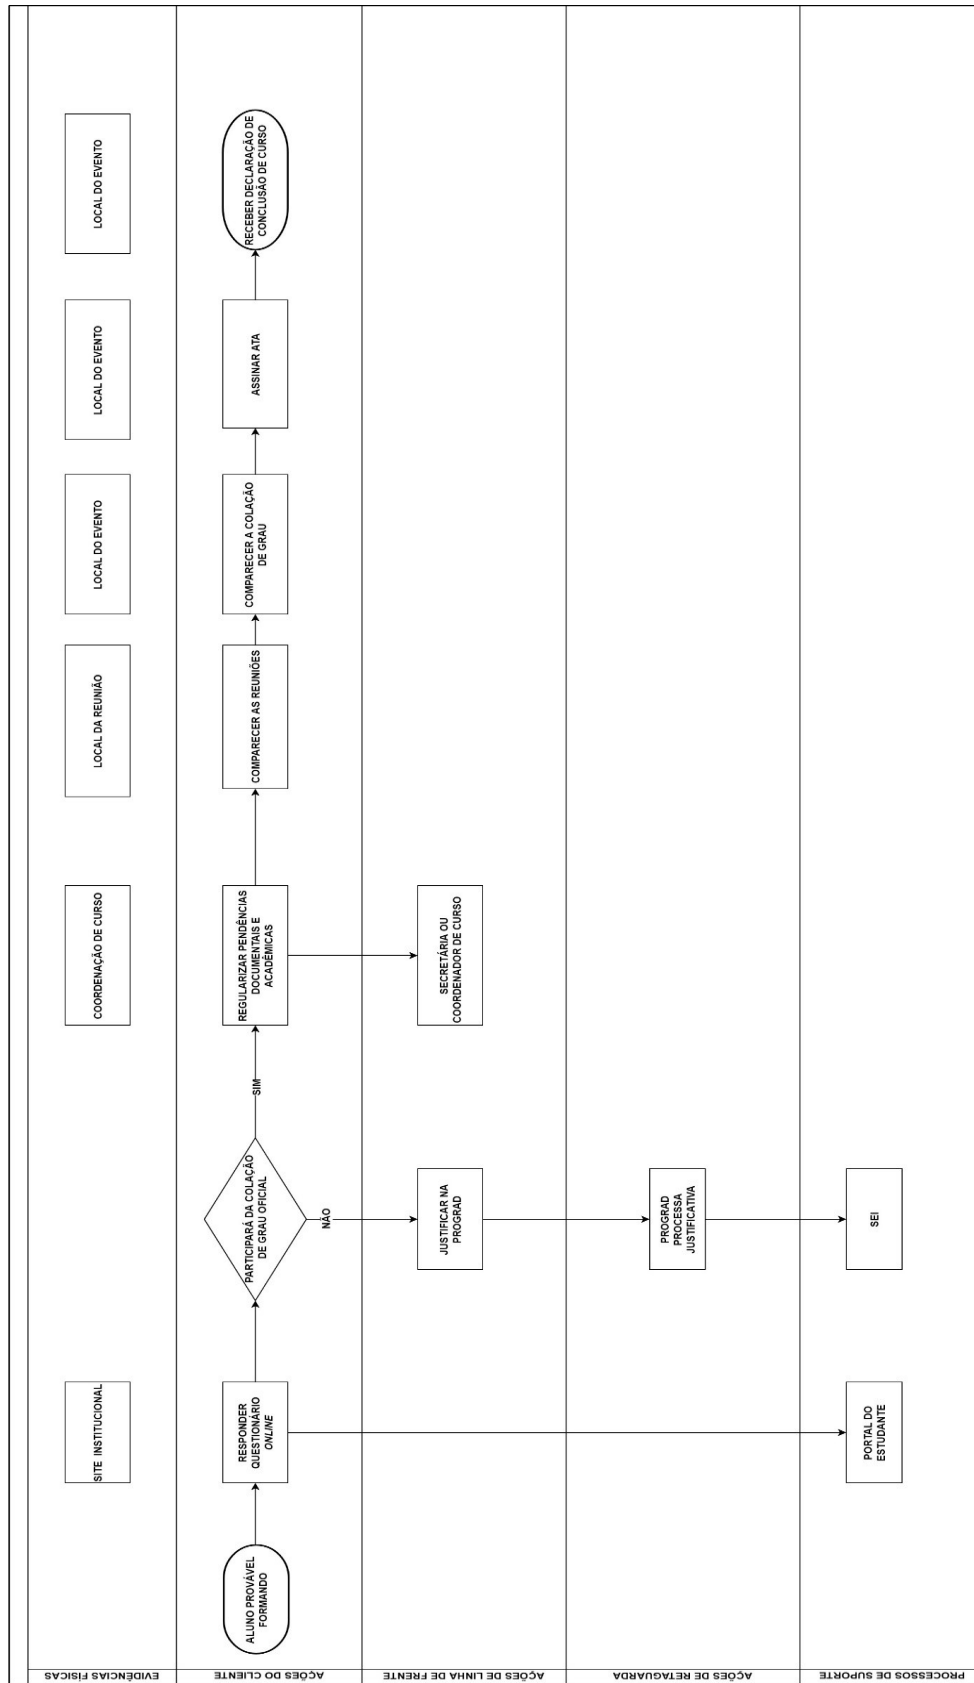 EVIDÊNCIAS FÍSICAS
SITE INSTITUCIONAL
COORDENAÇÃO DE CURSO
LOCAL DA REUNIÃO
LOCAL DO EVENTO
LOCAL DO EVENTO
LOCAL DO EVENTO
AÇÕES DO CLIENTE
ALUNO PROVÁVEL
FORMANDO
RESPONDER
QUESTIONÁRIO
ONLINE
PARTICIPARÁ DA COLAÇÃO
DE GRAU OFICIAL
SIM
NÃO
REGULARIZAR PENDÊNCIAS
DOCUMENTAIS E
ACADÊMICAS
COMPARECER AS REUNIÕES
COMPARECER A COLAÇÃO
DE GRAU
ASSINAR ATA
RECEBER DECLARAÇÃO DE
CONCLUSÃO DE CURSO
AÇÕES DE LINHA DE FRENTE
JUSTIFICAR NA
PROGRAD
SECRETÁRIA OU
COORDENADOR DE CURSO
AÇÕES DE RETAGUARDA
PROGRAD
PROCESSA
JUSTIFICATIVA
PROCESSOS DE SUPORTE
PORTAL DO
ESTUDANTE
SEI